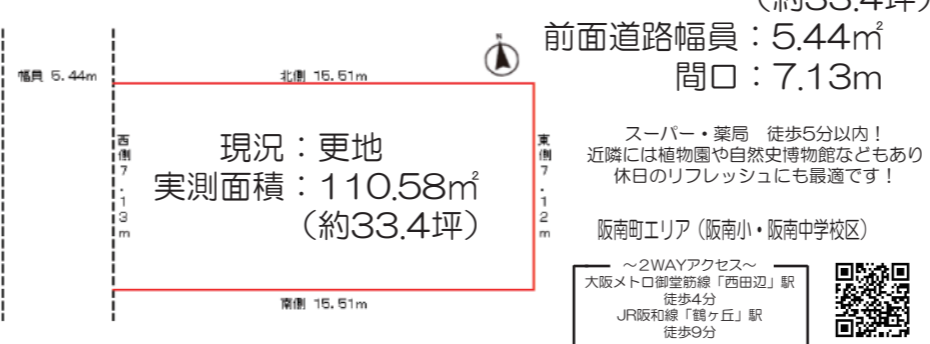 （約33.4坪）
前面道路幅員：5.44㎡
間口：7.13m
N
幅員 5.44m
北側 15.51m
西側7.13m
現況：更地
実測面積：110.58㎡
（約33.4坪）
東側7.12m
南側 15.51m
スーパー・薬局　徒歩5分以内！
近隣には植物園や自然史博物館などもあり
休日のリフレッシュにも最適です！
阪南町エリア（阪南小・阪南中学校区）
～2WAYアクセス～
大阪メトロ御堂筋線「西田辺」駅
徒歩4分
JR阪和線「鶴ヶ丘」駅
徒歩9分